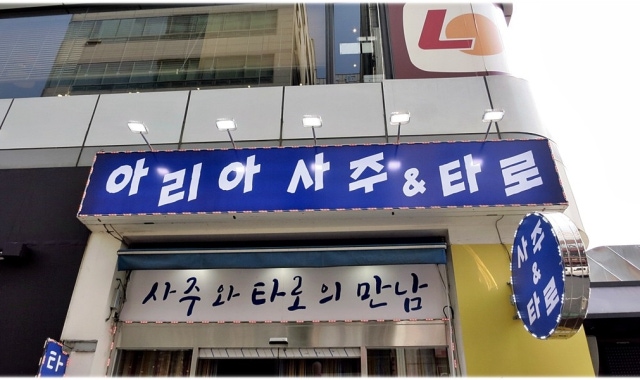 아리아 사주 & 타로
사주와 타로의 만남
사주
&
타로
타